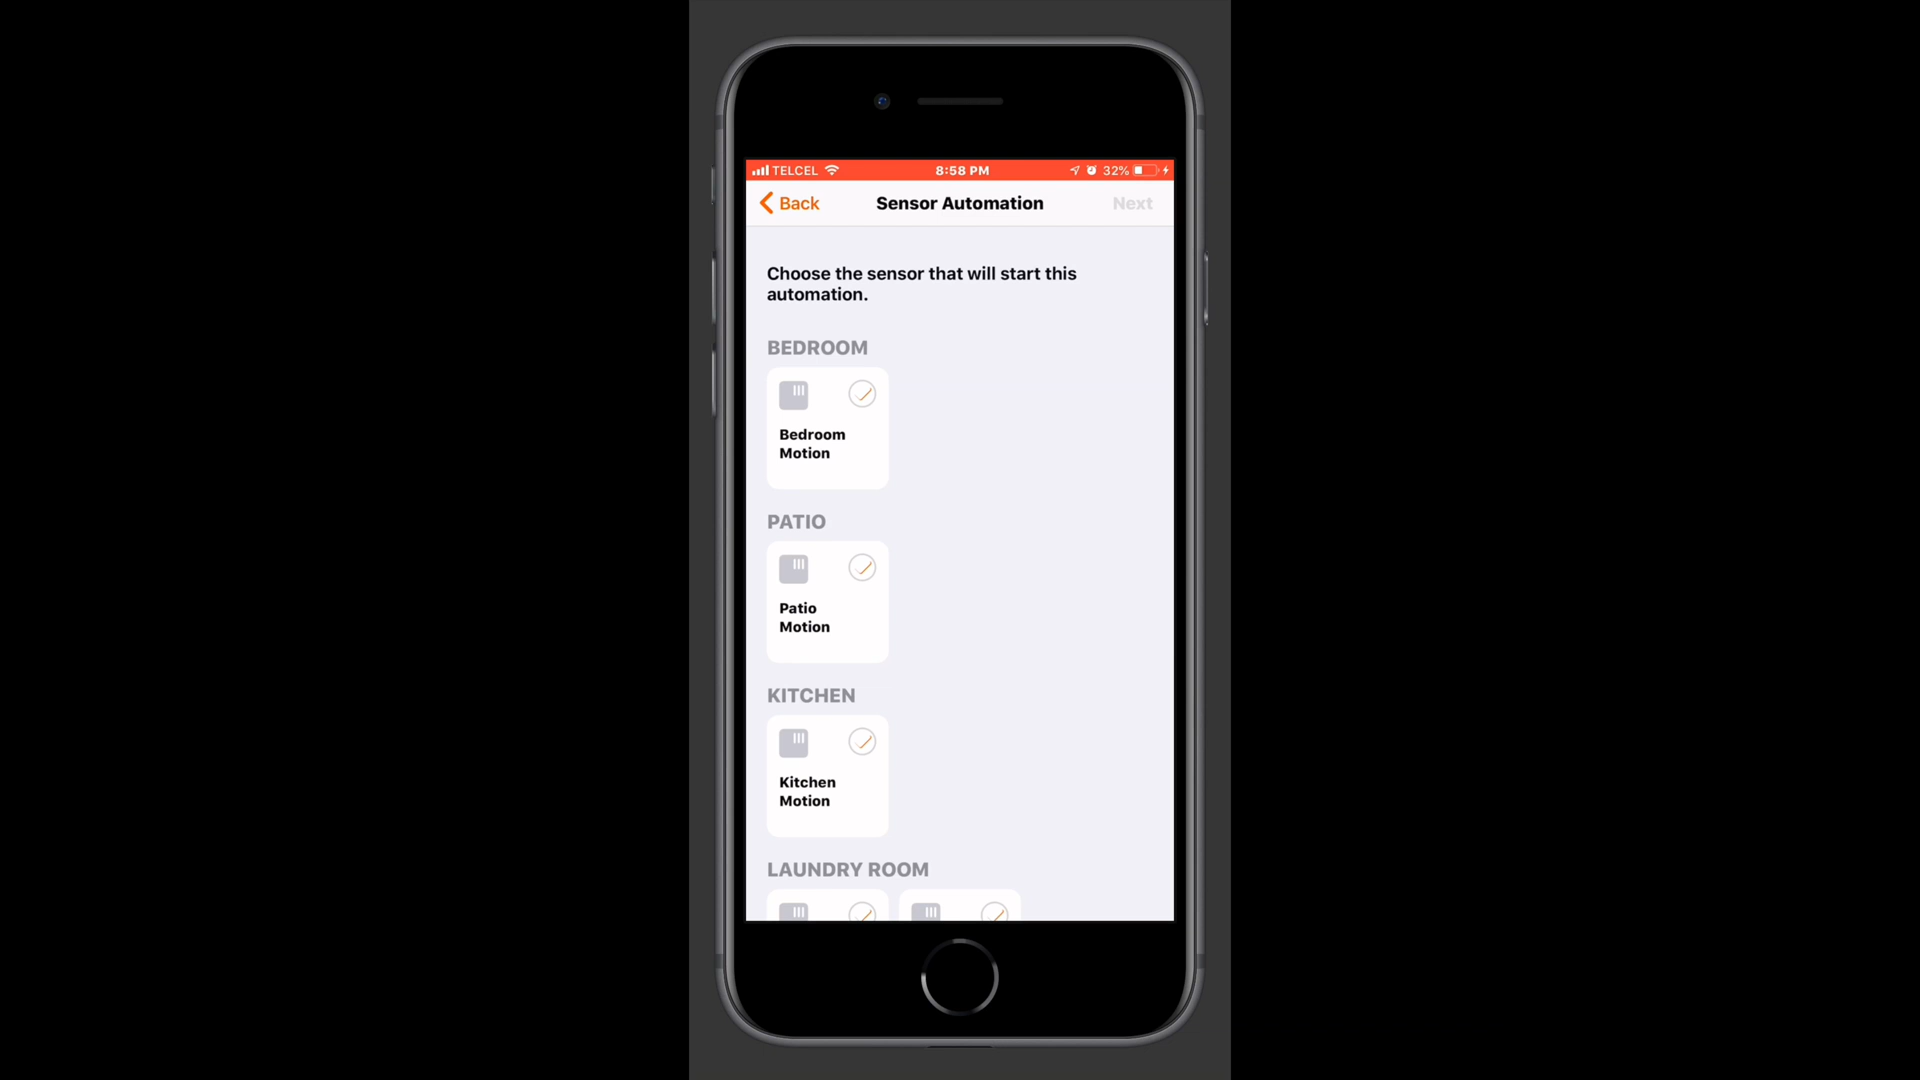 TELCEL 8:58 PM 32%
Back Sensor Automation Next
Choose the sensor that will start this
automation.
BEDROOM
Bedroom
Motion
PATIO
Patio
Motion
KITCHEN
Kitchen
Motion
LAUNDRY ROOM